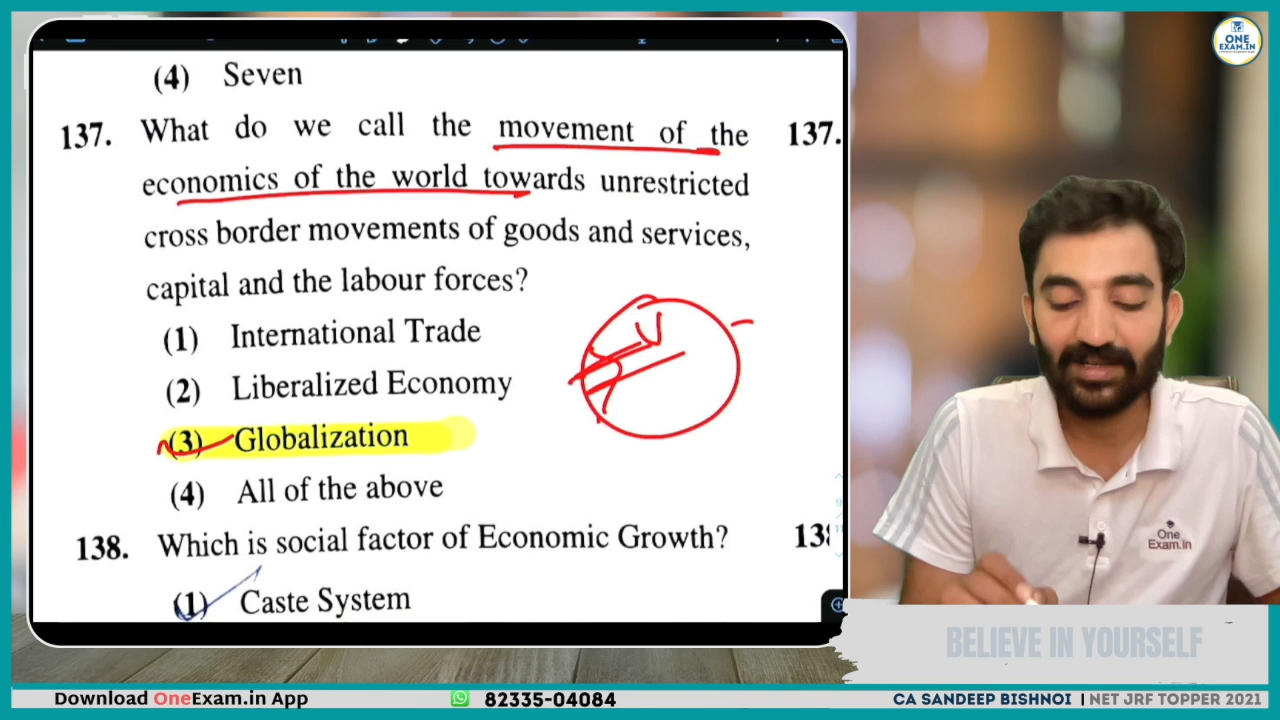 (4) Seven
137. What do we call the movement of the 137.
economics of the world towards unrestricted
cross border movements of goods and services,
capital and the labour forces?
(1) International Trade
(2) Liberalized Economy
(3) Globalization
(4) All of the above
138. Which is social factor of Economic Growth?
(1) Caste System
ONE
EXAM.IN
One
Exam.in
BELIEVE IN YOURSELF
Download OneExam.in App
82335-04084
CA SANDEEP BISHNOI | NET JRF TOPPER 2021